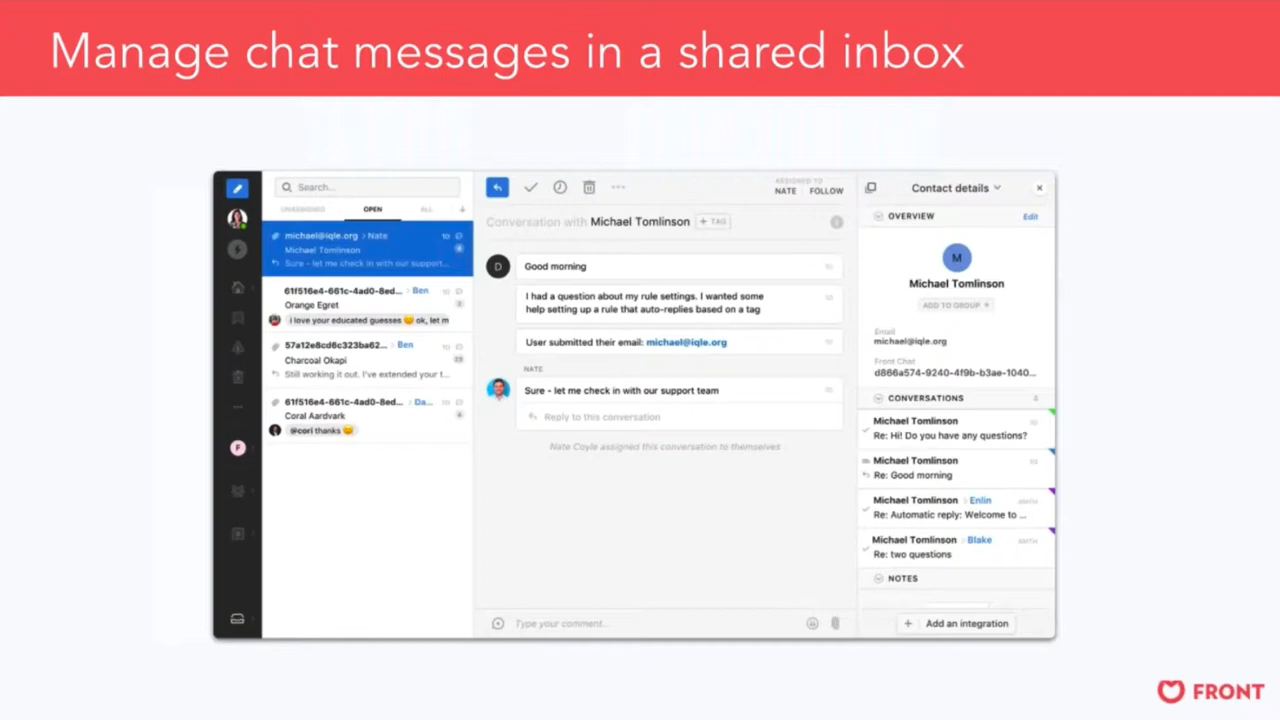 Manage chat messages in a shared inbox
Search...
UNASSIGNED
OPEN
ALL
michael@iqle.org > Nate
Michael Tomlinson
Sure - let me check in with our support...
61f516e4-661c-4ad0-8ed... > Ben
Orange Egret
i love your educated guesses 😄 ok, let m
57a12e8cd6c323ba62... > Ben
Charcoal Okapi
Still working it out. I've extended your t...
61f516e4-661c-4ad0-8ed... > Da...
Coral Aardvark
@cori thanks 😄
F
ASSIGNED TO
NATE FOLLOW
Conversation with Michael Tomlinson + TAG
D
Good morning
I had a question about my rule settings. I wanted some
help setting up a rule that auto-replies based on a tag
User submitted their email: michael@iqle.org
NATE
Sure - let me check in with our support team
Reply to this conversation
Nate Coyle assigned this conversation to themselves
Type your comment...
Contact details
OVERVIEW
Edit
M
Michael Tomlinson
ADD TO GROUP +
Email
michael@iqle.org
Front Chat
d866a574-9240-4f9b-b3ae-1040...
CONVERSATIONS
Michael Tomlinson
Re: Hi! Do you have any questions?
Michael Tomlinson
Re: Good morning
Michael Tomlinson > Enlin
Re: Automatic reply: Welcome to ...
Michael Tomlinson > Blake
Re: two questions
NOTES
+ Add an integration
FRONT